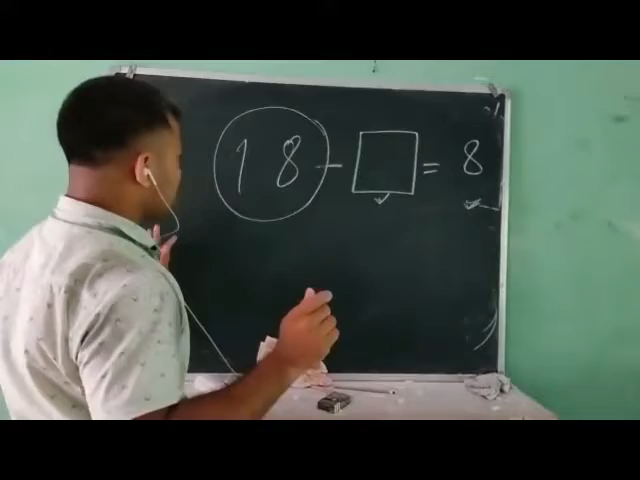 18 - □ = 8